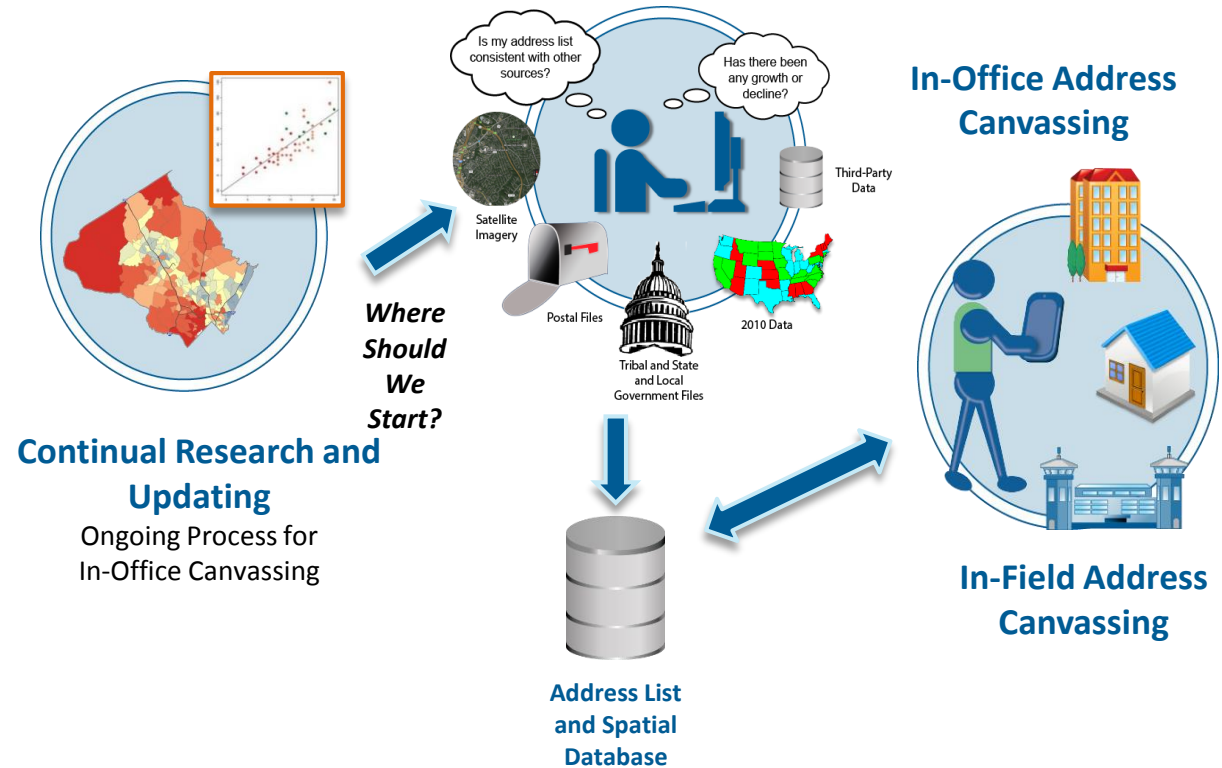 Is my address list
consistent with other
sources?
Has there been
any growth or
decline?
In-Office Address
Canvassing
Third-Party
Data
Satellite
Imagery
Postal Files
2010 Data
Tribal and State
and Local
Government Files
Where
Should
We
Start?
Continual Research and
Updating
Ongoing Process for
In-Office Canvassing
In-Field Address
Canvassing
Address List
and Spatial
Database